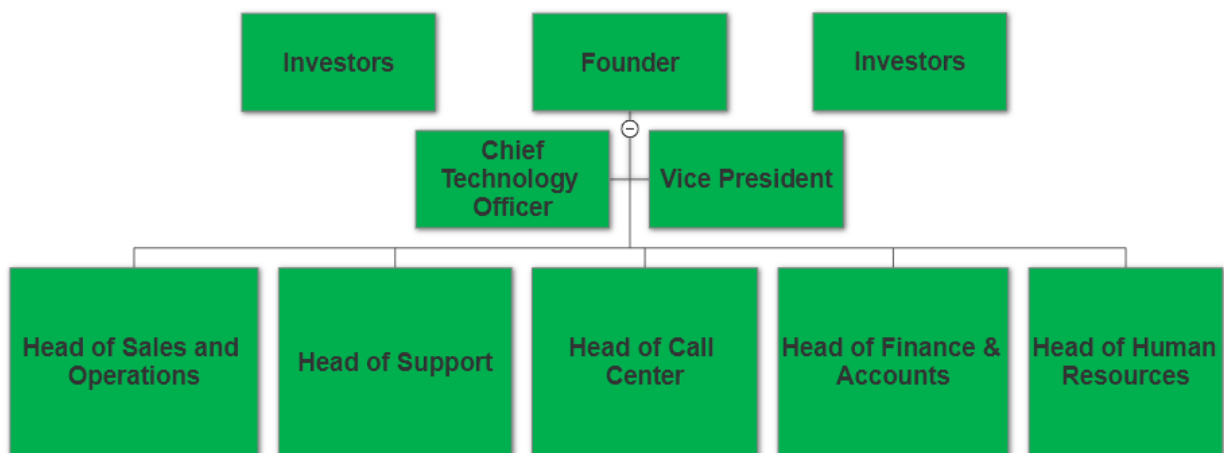 Investors
Founder
Investors
Chief
Technology
Officer
Vice President
Head of Sales and
Operations
Head of Support
Head of Call
Center
Head of Finance &
Accounts
Head of Human
Resources